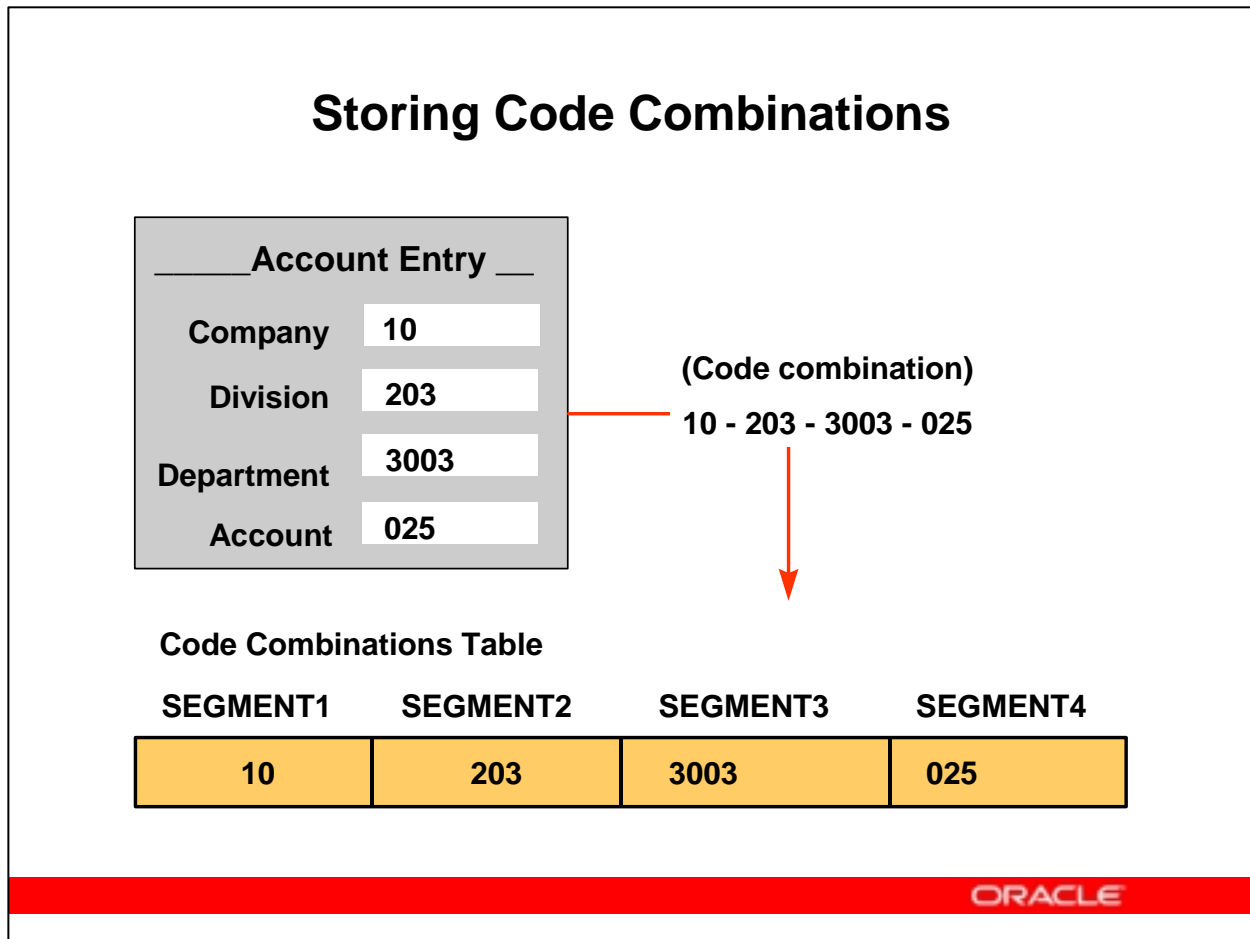 Storing Code Combinations
_____Account Entry __
Company 10
Division 203
Department 3003
Account 025
(Code combination)
10 - 203 - 3003 - 025
Code Combinations Table
SEGMENT1 SEGMENT2 SEGMENT3 SEGMENT4
10 203 3003 025
ORACLE